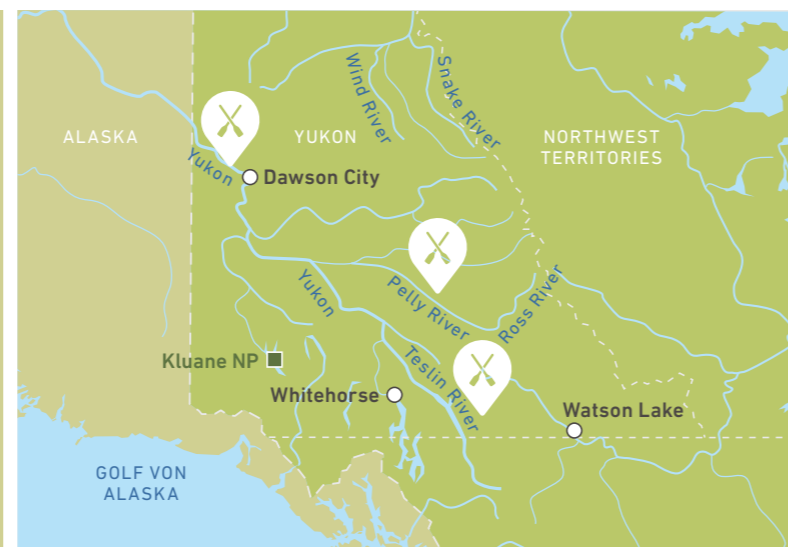 Wind River
Snake River
ALASKA
YUKON
NORTHWEST
TERRITORIES
Yukon
Dawson City
Yukon
Pelly River
Ross River
Kluane NP
Teslin River
Whitehorse
Watson Lake
GOLF VON
ALASKA